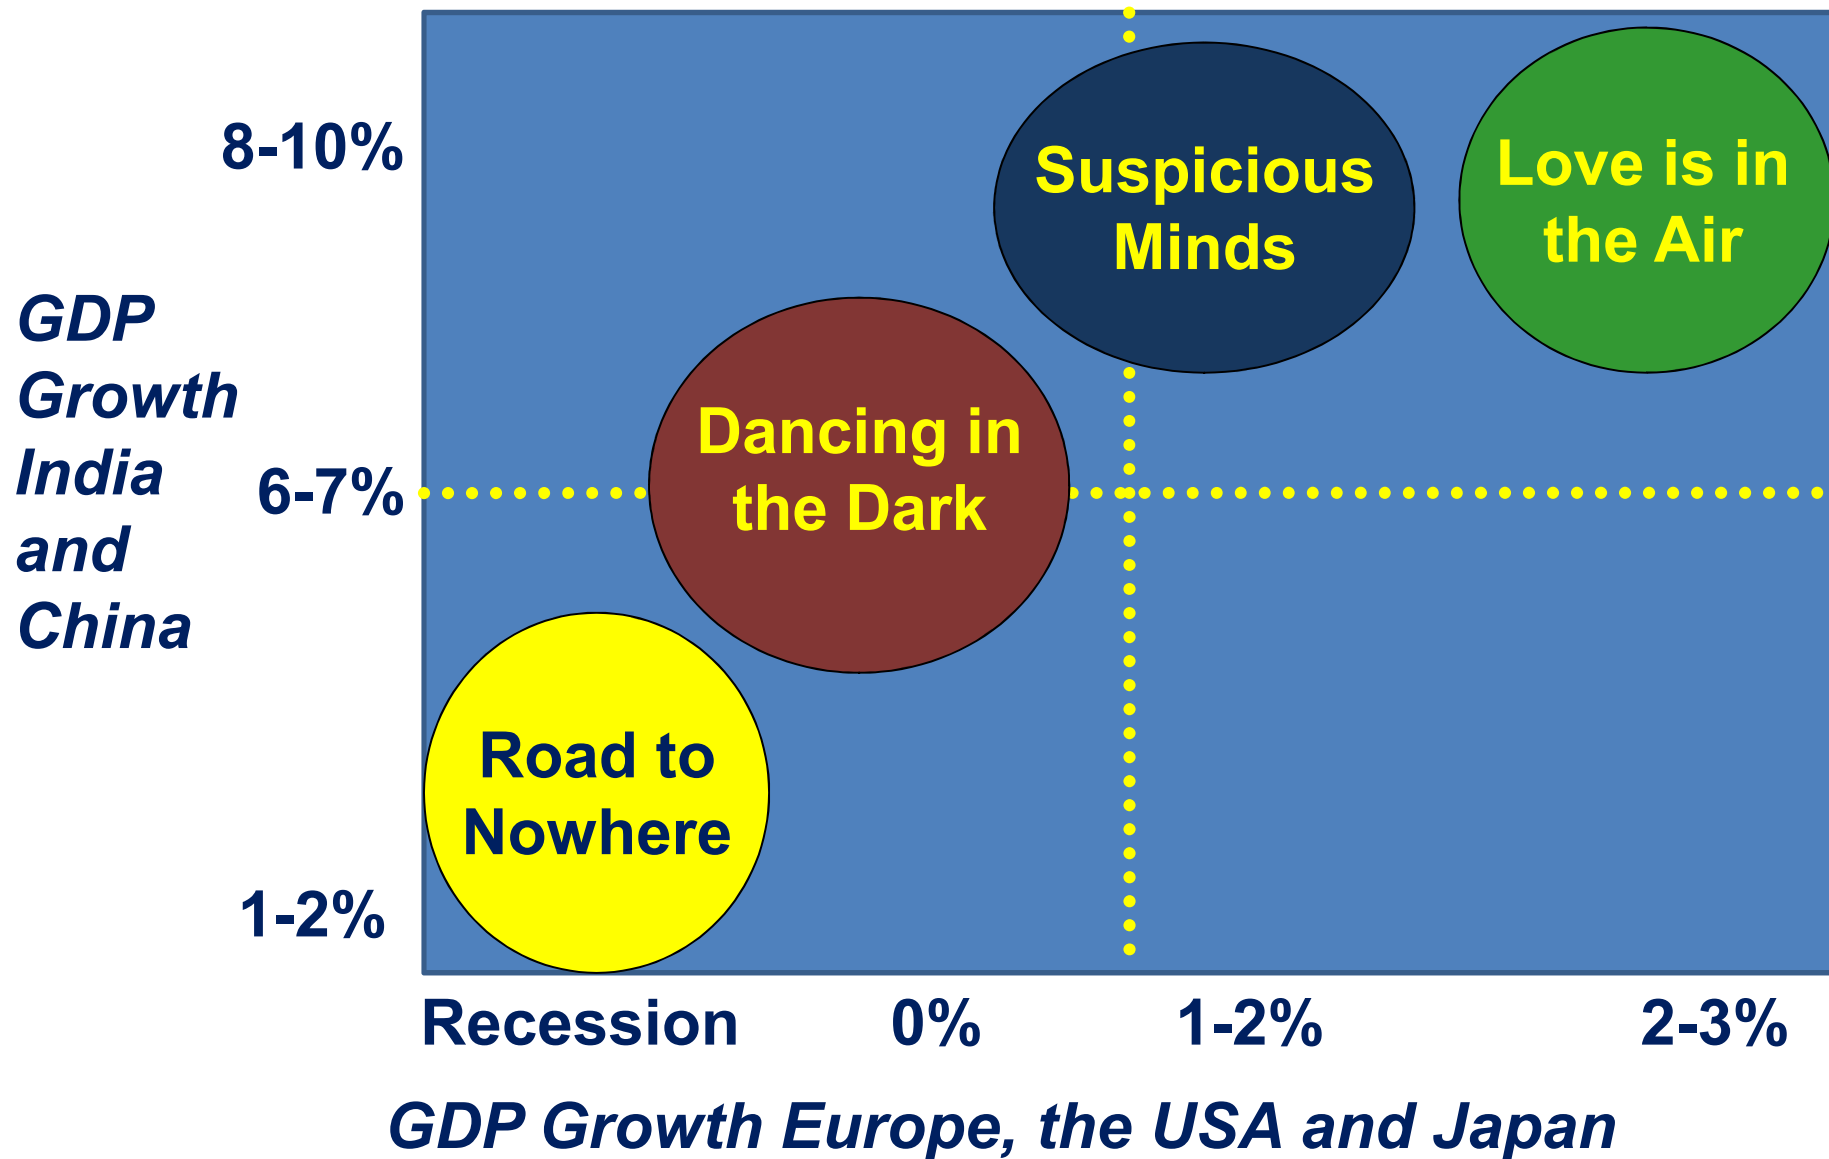 8-10%
Suspicious
Minds
Love is in
the Air
GDP
Growth
India
and
China
6-7%
Dancing in
the Dark
Road to
Nowhere
1-2%
Recession
0%
1-2%
2-3%
GDP Growth Europe, the USA and Japan